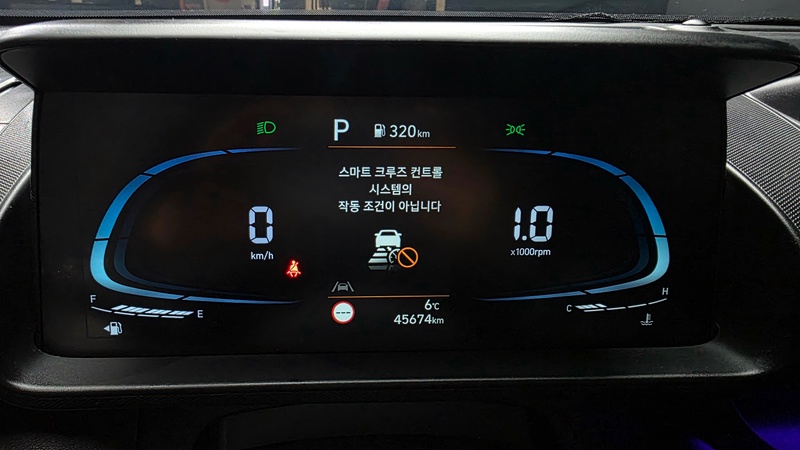 P 320km
스마트 크루즈 컨트롤
시스템의
작동 조건이 아닙니다
0
km/h
1.0
x1000rpm
F E
C H
---
6℃
45674km